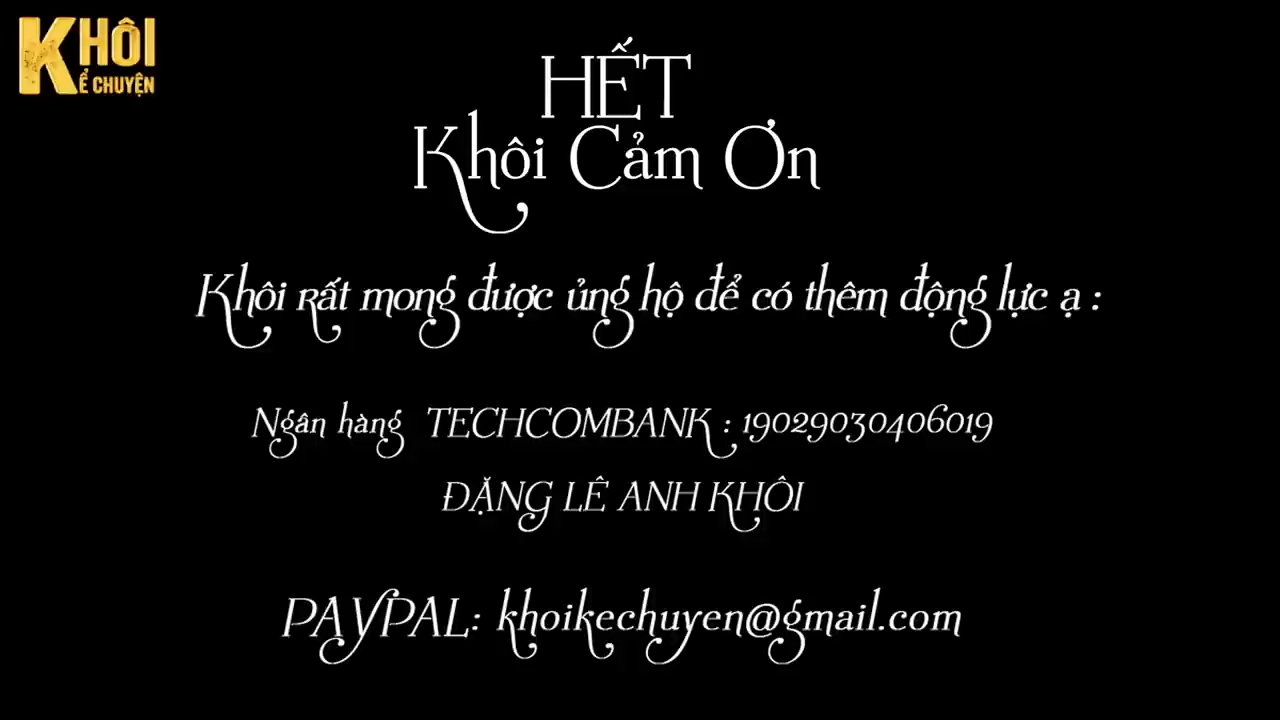 KHÔI
Ể CHUYỆN
HẾT
Khôi Cảm Ơn
Khôi rất mong được ủng hộ để có thêm động lực ạ :
Ngân hàng TECHCOMBANK : 19029030406019
ĐẶNG LÊ ANH KHÔI
PAYPAL: khoikechuyen@gmail.com